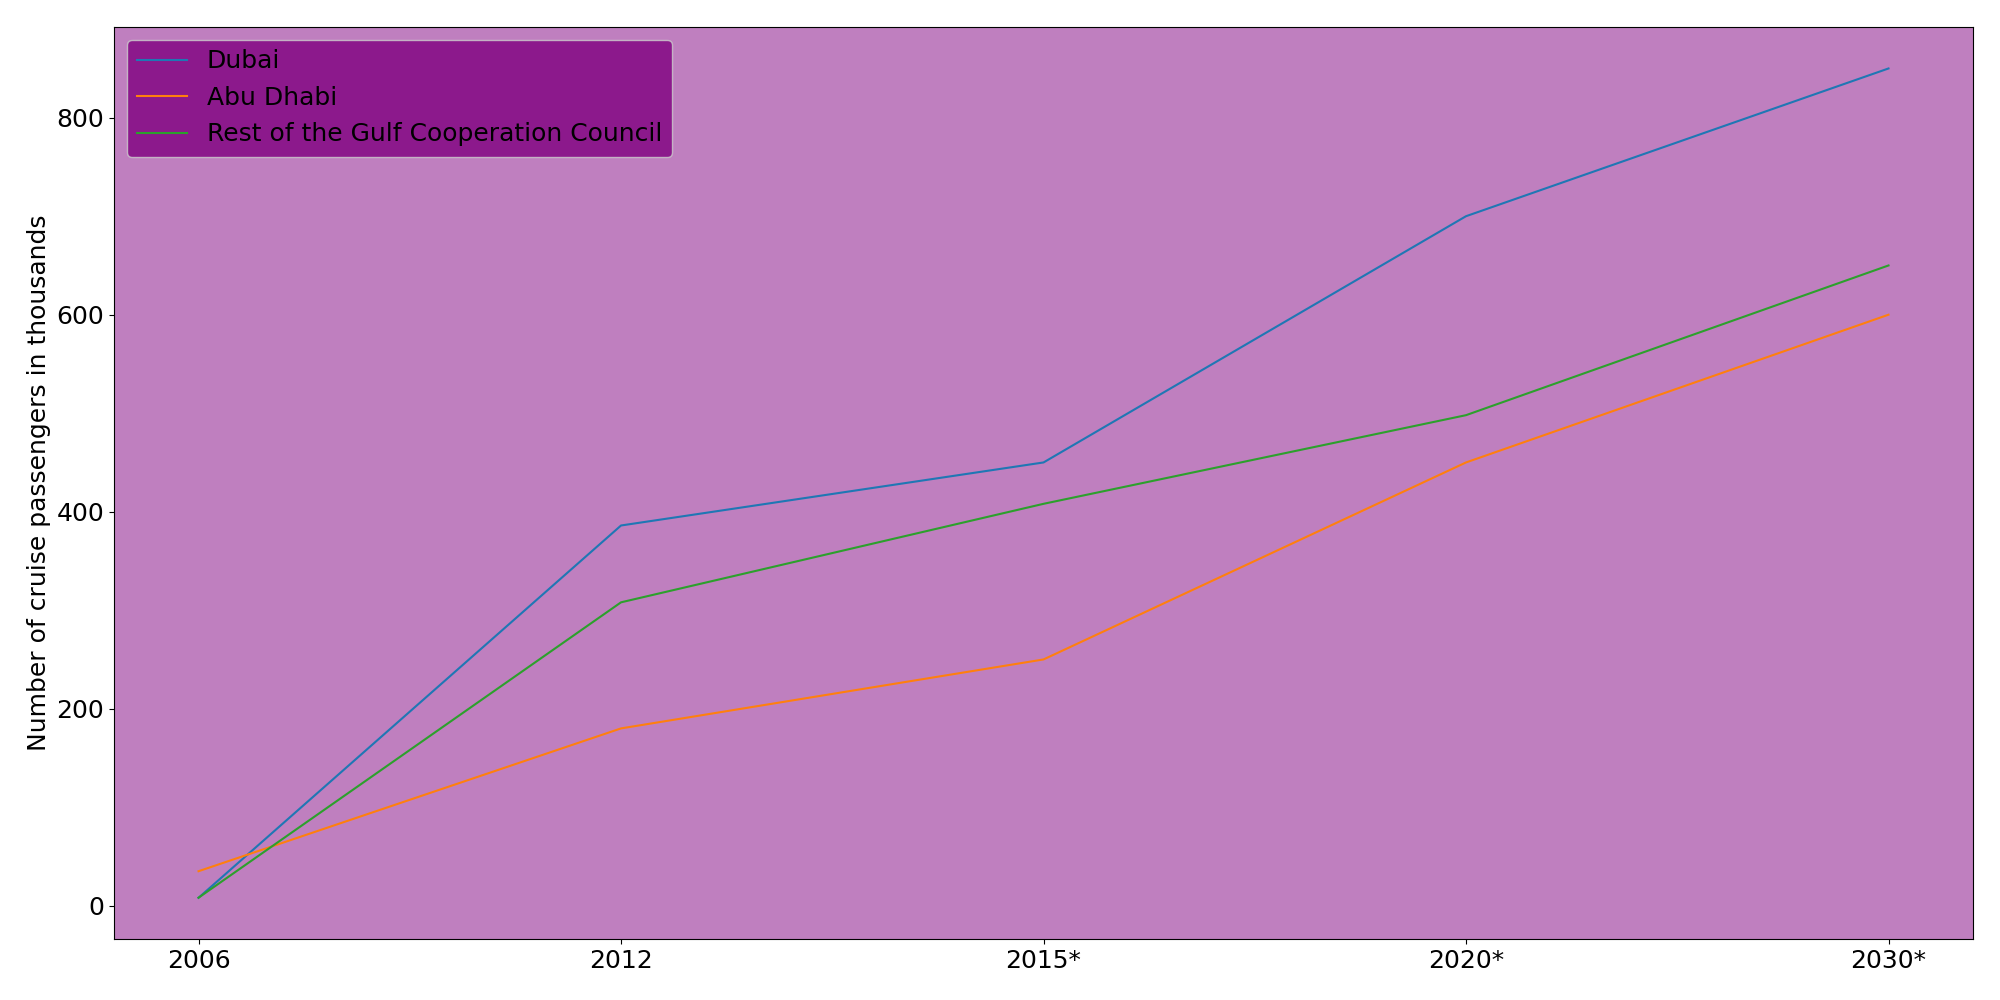 Dubai
Abu Dhabi
Rest of the Gulf Cooperation Council
Number of cruise passengers in thousands
800
600
400
200
0
2006 2012 2015* 2020* 2030*